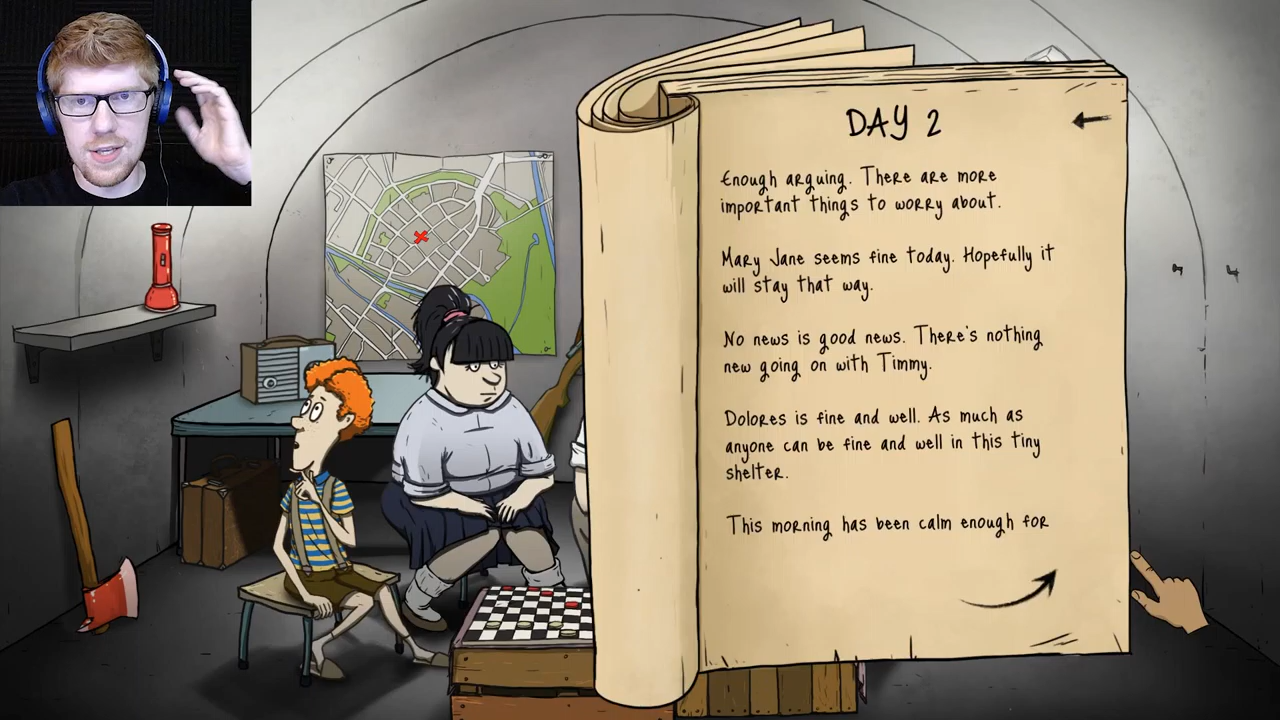 DAY 2
Enough arguing. There are more
important things to worry about.
Mary Jane seems fine today. Hopefully it
will stay that way.
No news is good news. There's nothing
new going on with Timmy.
Dolores is fine and well. As much as
anyone can be fine and well in this tiny
shelter.
This morning has been calm enough for